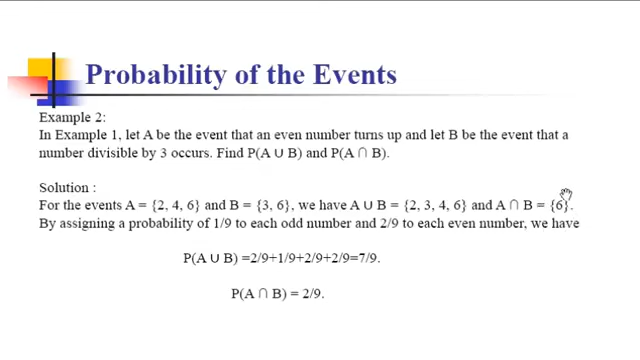 Probability of the Events
Example 2:
In Example 1, let A be the event that an even number turns up and let B be the event that a
number divisible by 3 occurs. Find P(A ∪ B) and P(A ∩ B).
Solution :
For the events A = {2, 4, 6} and B = {3, 6}, we have A ∪ B = {2, 3, 4, 6} and A ∩ B = {6}.
By assigning a probability of 1/9 to each odd number and 2/9 to each even number, we have
P(A ∪ B) =2/9+1/9+2/9+2/9=7/9.
P(A ∩ B) = 2/9.